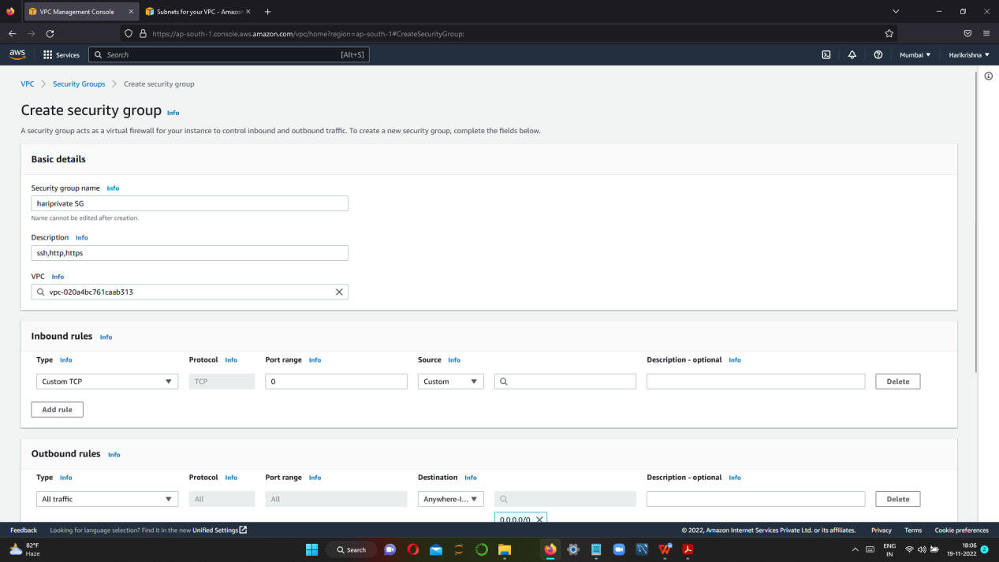 VPC Management Console
Subnets for your VPC - Amazon
https://ap-south-1.console.aws.amazon.com/vpc/home?region=ap-south-1#CreateSecurityGroup:
aws Services Search [Alt+S] Mumbai Harikrishna
VPC Security Groups Create security group
Create security group Info
A security group acts as a virtual firewall for your instance to control inbound and outbound traffic. To create a new security group, complete the fields below.
Basic details
Security group name Info
hariprivate SG
Name cannot be edited after creation.
Description Info
ssh,http,https
VPC Info
vpc-020a4bc761caab313
Inbound rules Info
Type Info Protocol Info Port range Info Source Info Description - optional Info
Custom TCP TCP 0 Custom Delete
Add rule
Outbound rules Info
Type Info Protocol Info Port range Info Destination Info Description - optional Info
All traffic All All Anywhere-I... Delete
0.0.0.0/0
Feedback Looking for language selection? Find it in the new Unified Settings © 2022, Amazon Internet Services Private Ltd. or its affiliates. Privacy Terms Cookie preferences
82°F
Haze
Search
ENG
IN
18:06
19-11-2022
2